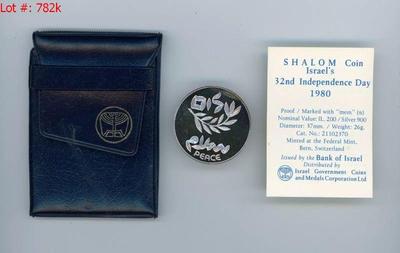 Lot #: 782k
שלום
سلام
PEACE
SHALOM Coin
Israel's
32nd Independence Day
1980
Proof / Marked with "mem" (מ)
Nominal Value: IL. 200 / Silver 900
Diameter: 37mm. / Weight: 26g.
Cat. No.: 21102370
Minted at the Federal Mint,
Bern, Switzerland
Issued by the Bank of Israel
Distributed by
Israel Government Coins
and Medals Corporation Ltd